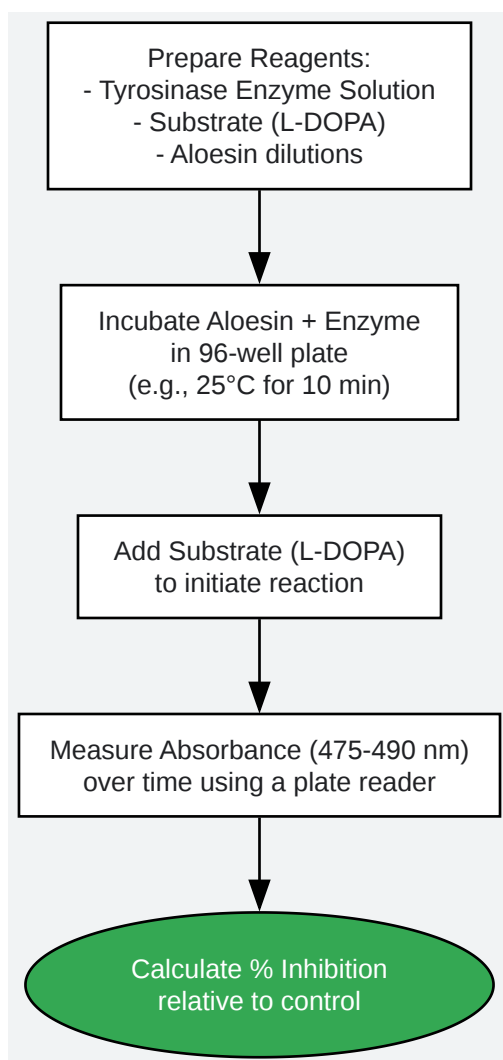 Prepare Reagents:
- Tyrosinase Enzyme Solution
- Substrate (L-DOPA)
- Aloesin dilutions
Incubate Aloesin + Enzyme
in 96-well plate
(e.g., 25°C for 10 min)
Add Substrate (L-DOPA)
to initiate reaction
Measure Absorbance (475-490 nm)
over time using a plate reader
Calculate % Inhibition
relative to control